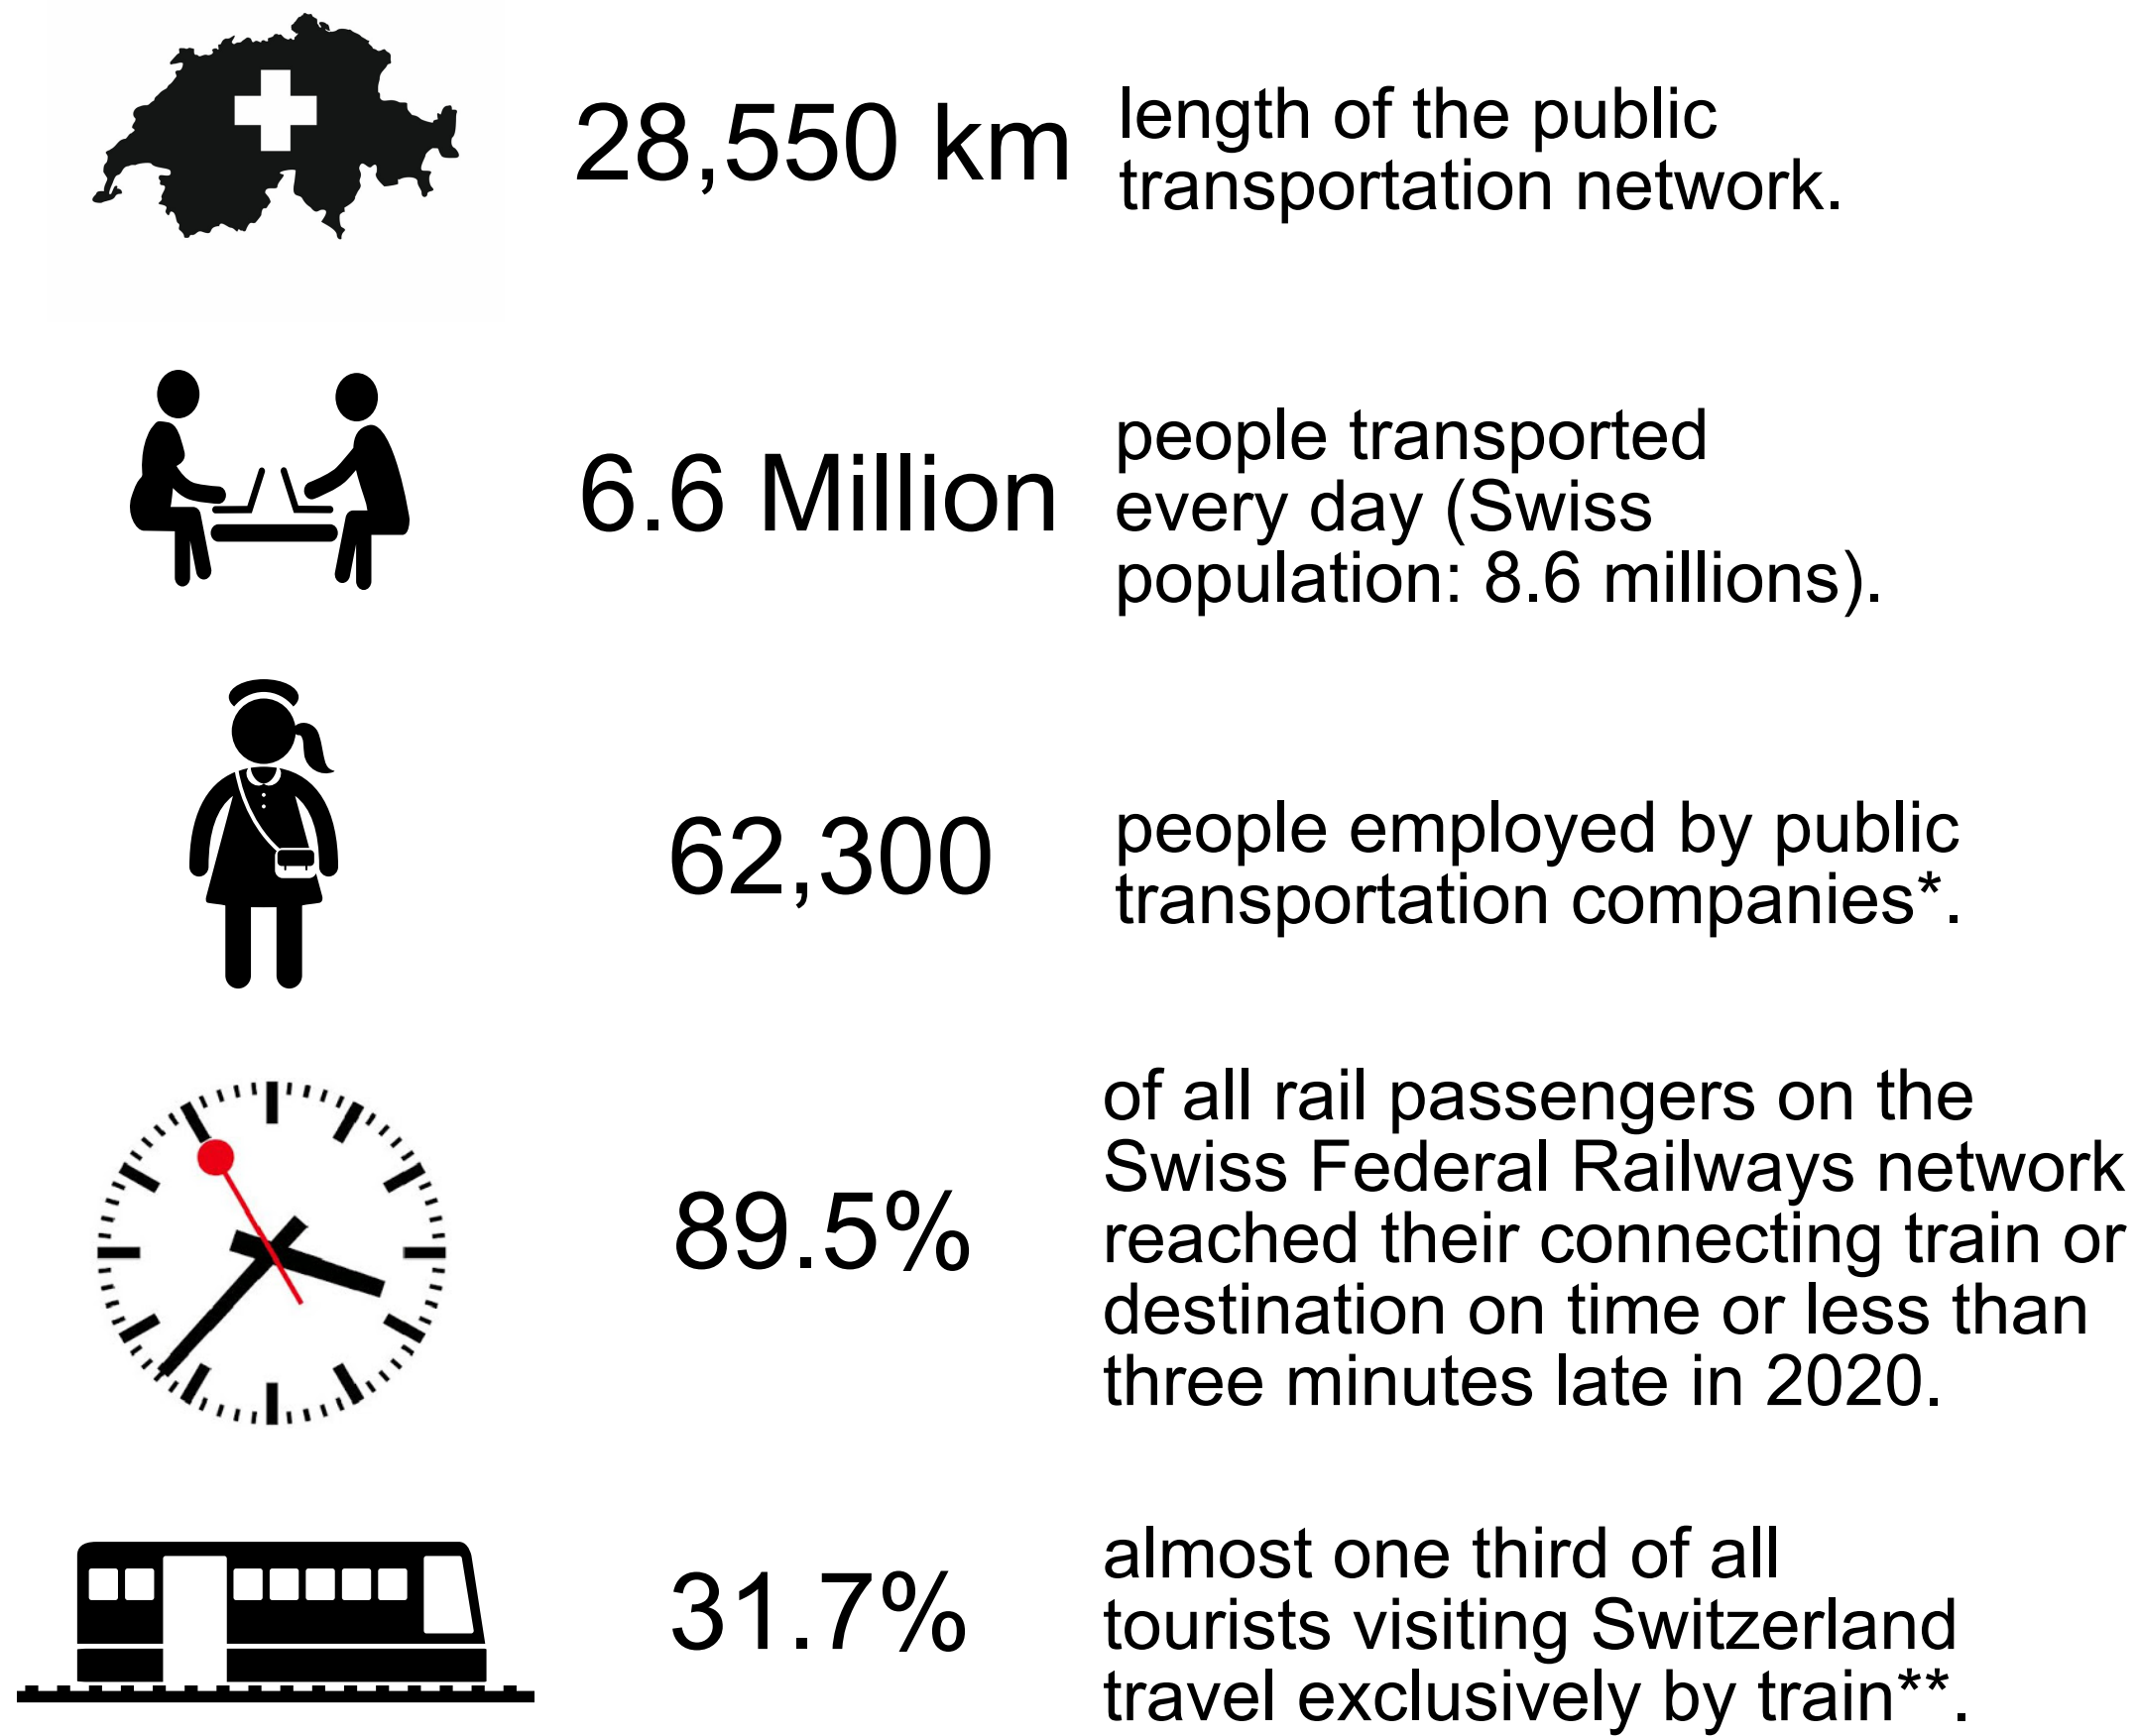 28,550 km
length of the public
transportation network.
6.6 Million
people transported
every day (Swiss
population: 8.6 millions).
62,300
people employed by public
transportation companies*.
89.5%
of all rail passengers on the
Swiss Federal Railways network
reached their connecting train or
destination on time or less than
three minutes late in 2020.
31.7%
almost one third of all
tourists visiting Switzerland
travel exclusively by train**.